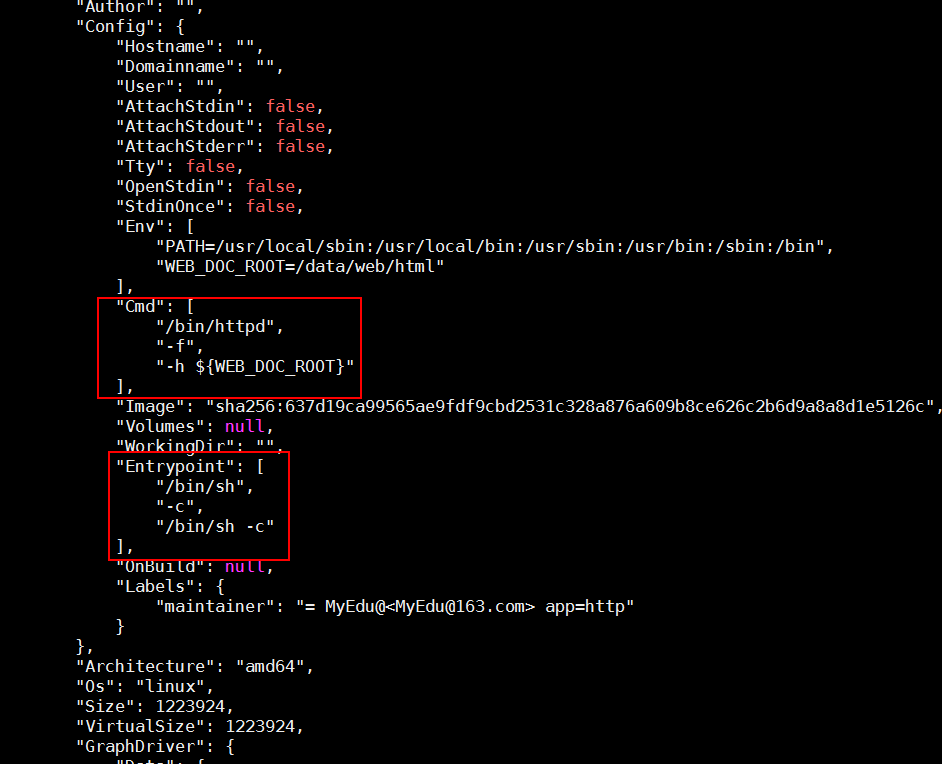 "Author": "",
"Config": {
"Hostname": "",
"Domainname": "",
"User": "",
"AttachStdin": false,
"AttachStdout": false,
"AttachStderr": false,
"Tty": false,
"OpenStdin": false,
"StdinOnce": false,
"Env": [
"PATH=/usr/local/sbin:/usr/local/bin:/usr/sbin:/usr/bin:/sbin:/bin",
"WEB_DOC_ROOT=/data/web/html"
],
"Cmd": [
"/bin/httpd",
"-f",
"-h ${WEB_DOC_ROOT}"
],
"Image": "sha256:637d19ca99565ae9fdf9cbd2531c328a876a609b8ce626c2b6d9a8a8d1e5126c",
"Volumes": null,
"WorkingDir": "",
"Entrypoint": [
"/bin/sh",
"-c",
"/bin/sh -c"
],
"OnBuild": null,
"Labels": {
"maintainer": "= MyEdu@<MyEdu@163.com> app=http"
}
},
"Architecture": "amd64",
"Os": "linux",
"Size": 1223924,
"VirtualSize": 1223924,
"GraphDriver": {
"Data": {